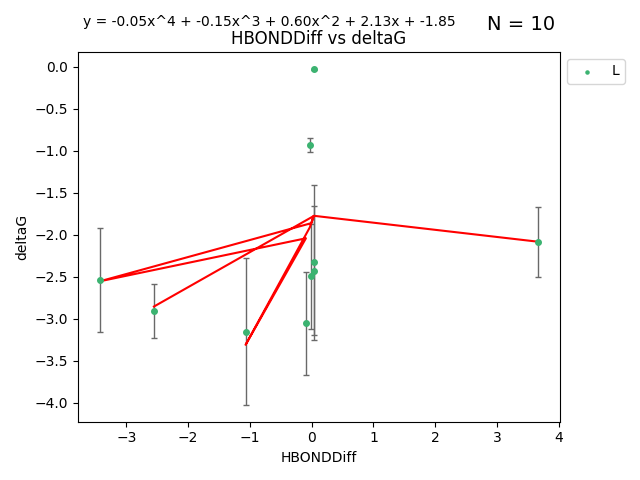 y = -0.05x^4 + -0.15x^3 + 0.60x^2 + 2.13x + -1.85
N = 10
HBONDDiff vs deltaG
L
0.0
−0.5
−1.0
−1.5
−2.0
−2.5
−3.0
−3.5
−4.0
deltaG
−3
−2
−1
0
1
2
3
4
HBONDDiff